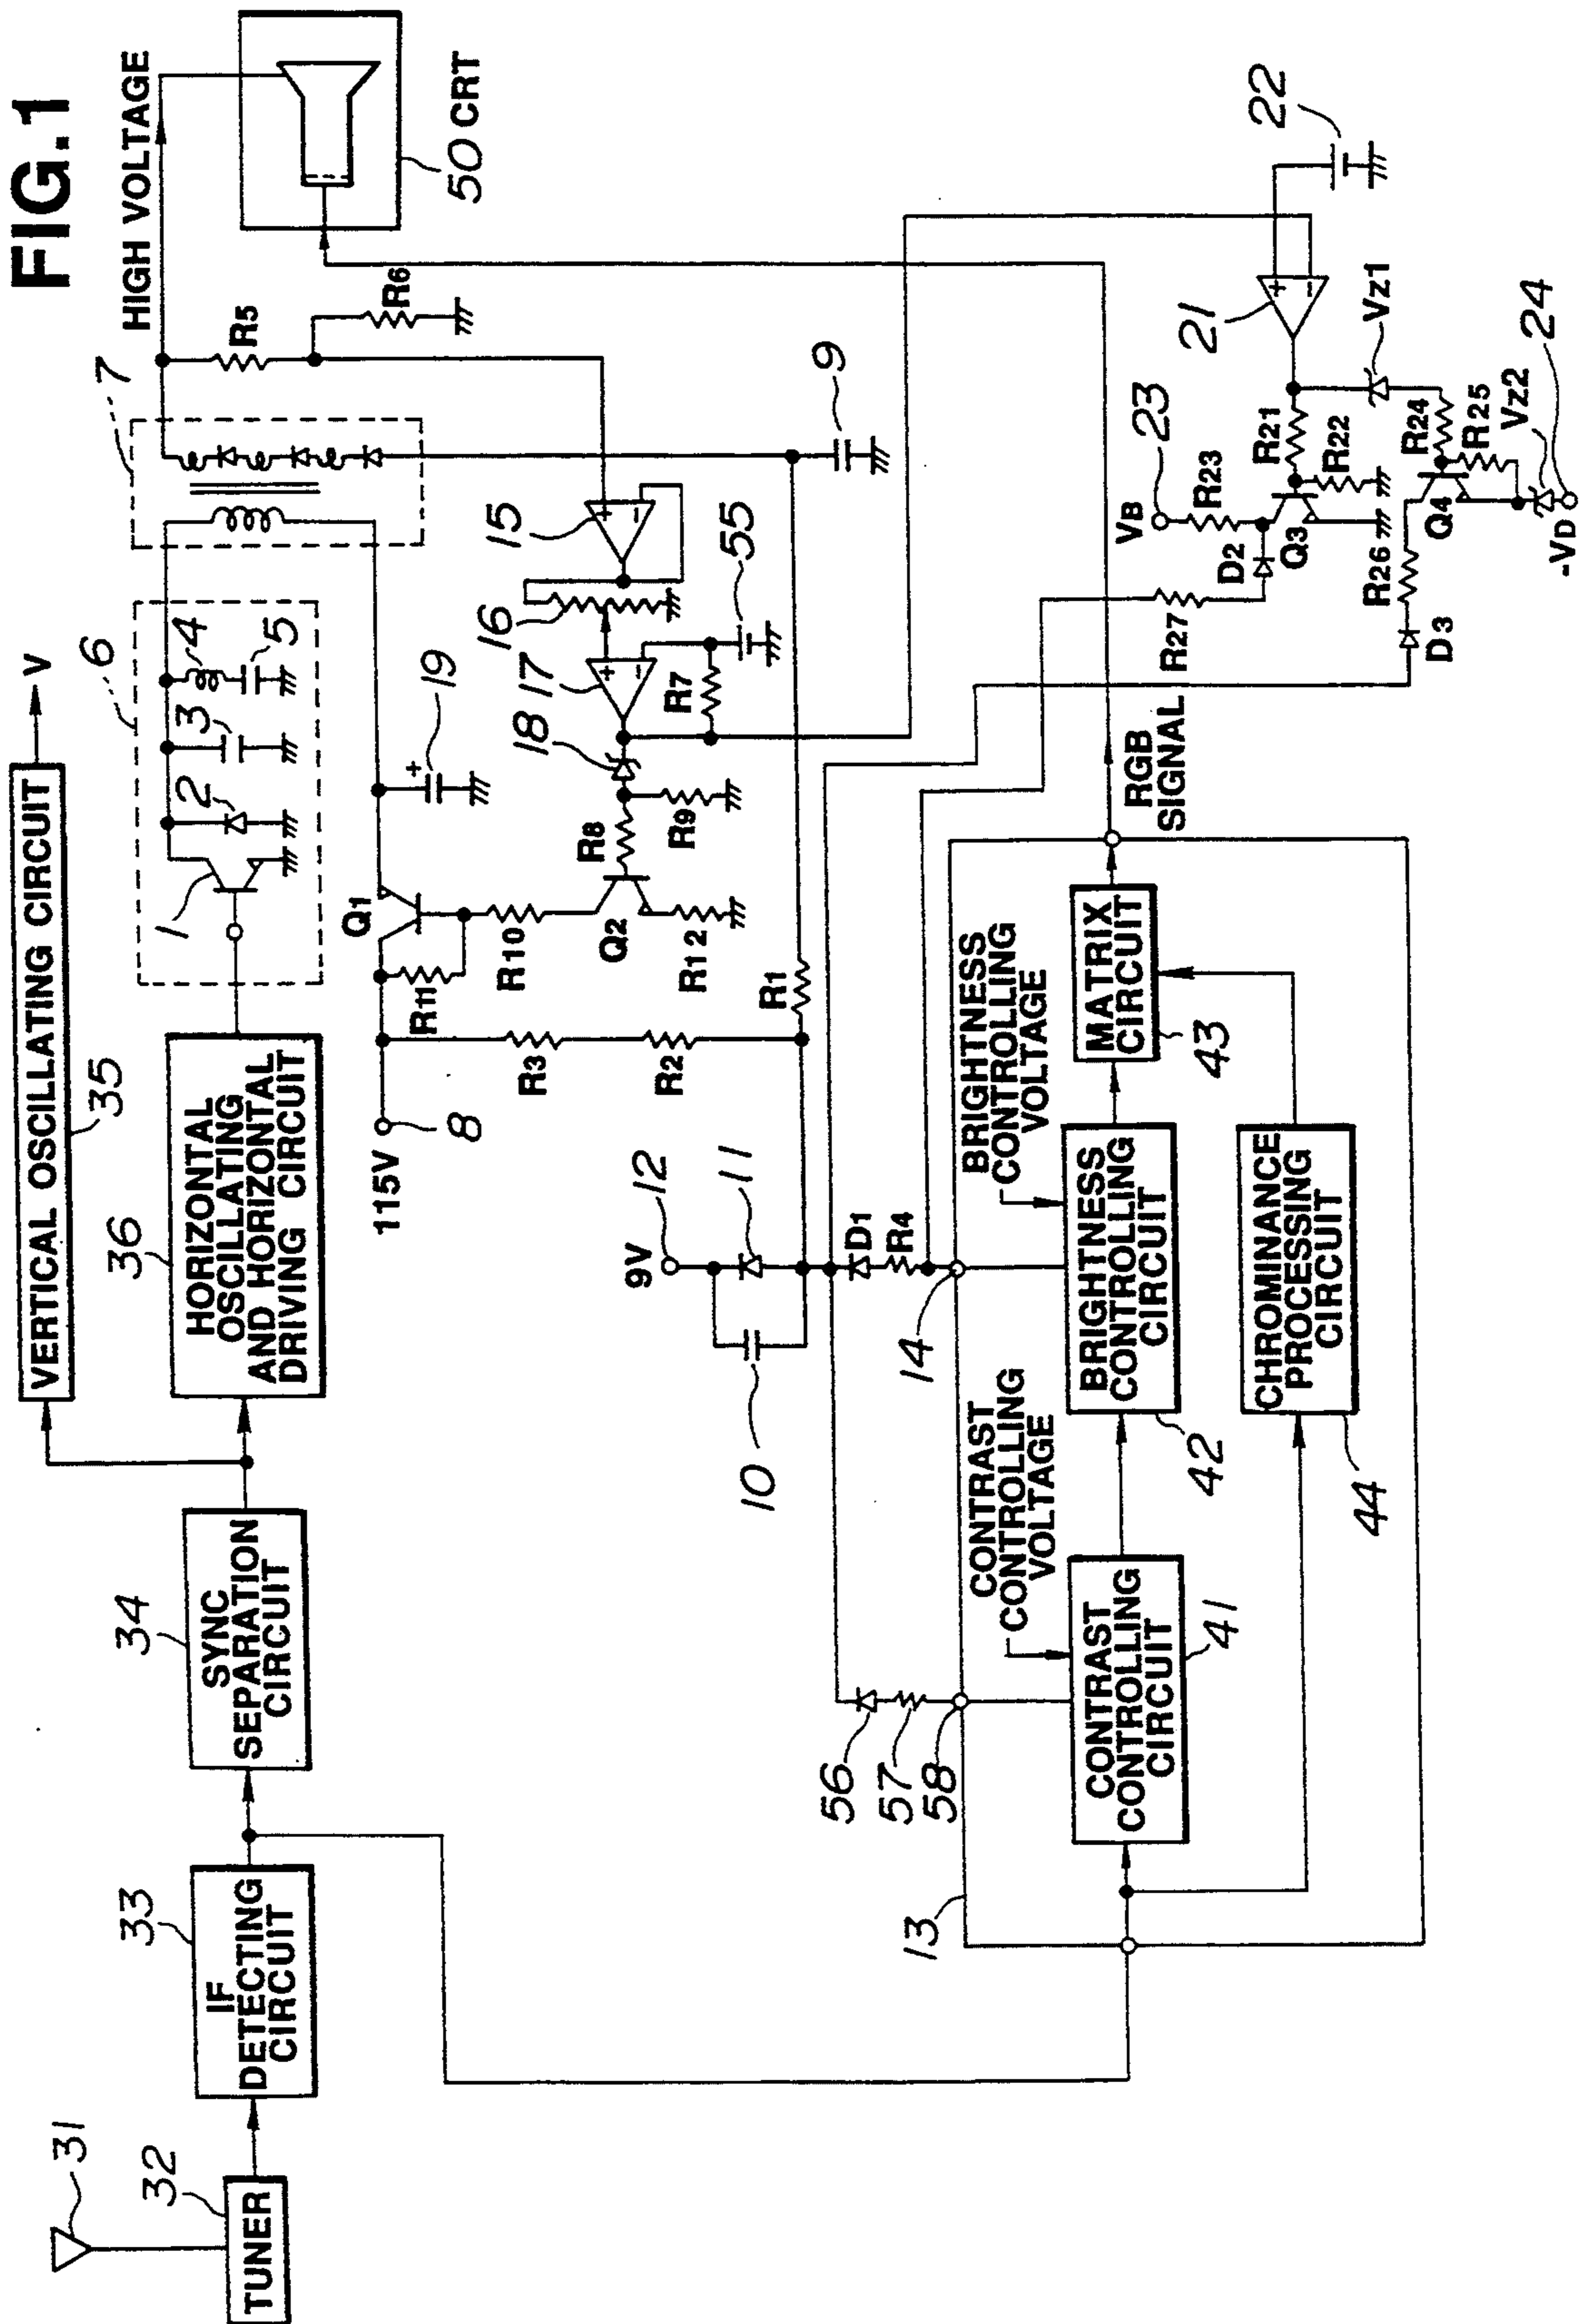 FIG.1
HIGH VOLTAGE
50 CRT
VERTICAL OSCILLATING CIRCUIT
35
V
31
32
TUNER
33
IF
DETECTING
CIRCUIT
34
SYNC
SEPARATION
CIRCUIT
36
HORIZONTAL
OSCILLATING
AND HORIZONTAL
DRIVING CIRCUIT
6
1
2
3
4
5
7
R5
R6
115V
8
R11
Q1
R10
Q2
R12
R8
R9
R3
R2
R1
19
18
17
16
15
R7
55
9
+
−
+
−
+
9V
12
11
10
D1
R4
14
56
57
58
13
CONTRAST
CONTROLLING
VOLTAGE
BRIGHTNESS
CONTROLLING
VOLTAGE
CONTRAST
CONTROLLING
CIRCUIT
41
BRIGHTNESS
CONTROLLING
CIRCUIT
42
MATRIX
CIRCUIT
43
CHROMINANCE
PROCESSING
CIRCUIT
44
RGB
SIGNAL
R27
D2
VB
23
R23
Q3
R21
R22
21
+
−
22
VZ1
R24
R25
VZ2
Q4
R26
D3
-VD
24